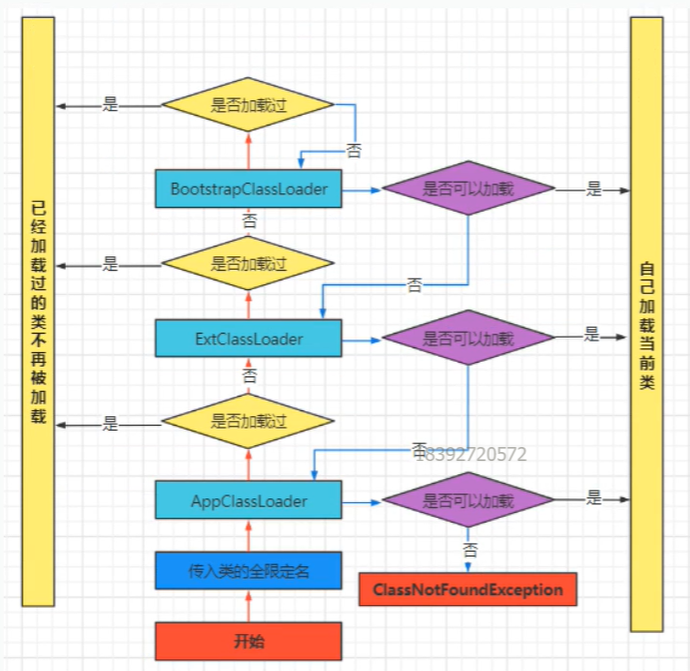 是否加载过
是
否
BootstrapClassLoader
是否可以加载
是
否
是否加载过
是
否
ExtClassLoader
是否可以加载
是
否
是否加载过
是
否
18392720572
AppClassLoader
是否可以加载
是
否
传入类的全限定名
ClassNotFoundException
开始
已经加载过的类不再被加载
自己加载当前类